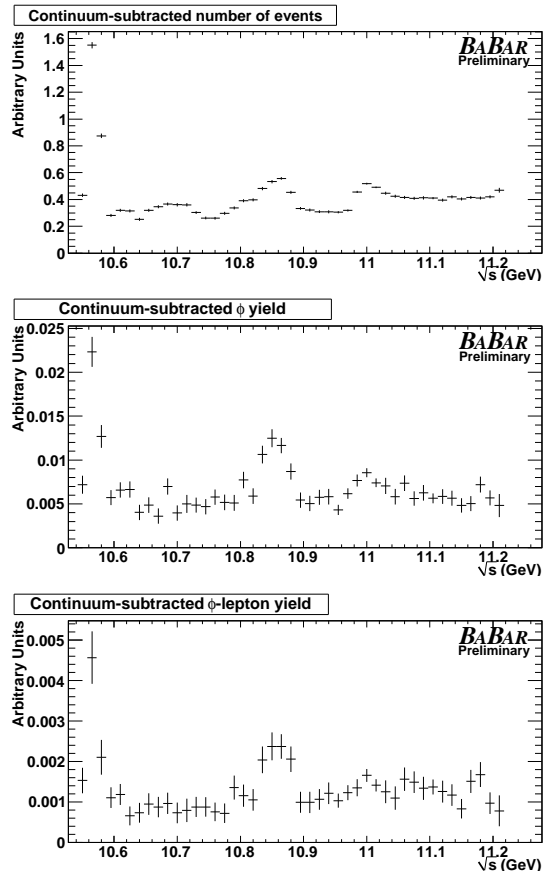 Continuum-subtracted number of events
Arbitrary Units
BABAR
Preliminary
1.6
1.4
1.2
1
0.8
0.6
0.4
0.2
0
10.6 10.7 10.8 10.9 11 11.1 11.2
√s (GeV)
Continuum-subtracted ϕ yield
Arbitrary Units
BABAR
Preliminary
0.025
0.02
0.015
0.01
0.005
0
10.6 10.7 10.8 10.9 11 11.1 11.2
√s (GeV)
Continuum-subtracted ϕ-lepton yield
Arbitrary Units
BABAR
Preliminary
0.005
0.004
0.003
0.002
0.001
0
10.6 10.7 10.8 10.9 11 11.1 11.2
√s (GeV)